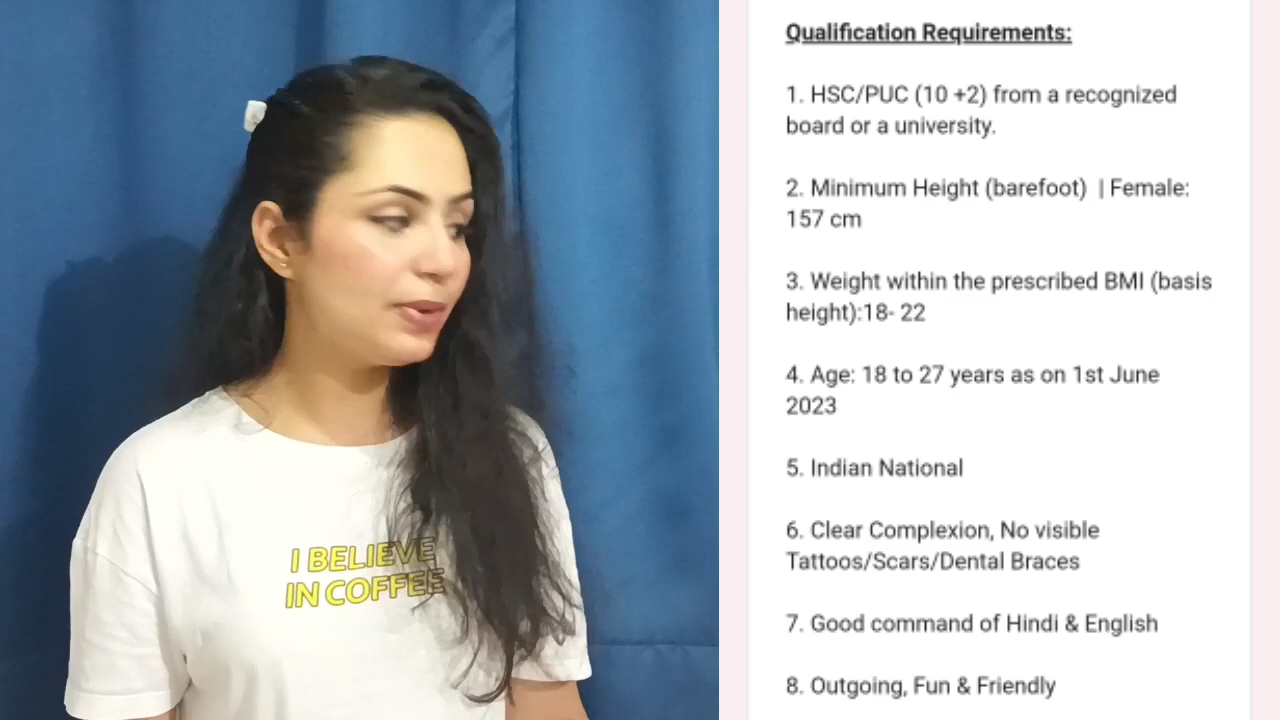 I BELIEVE
IN COFFEE
Qualification Requirements:
1. HSC/PUC (10 +2) from a recognized
board or a university.
2. Minimum Height (barefoot) | Female:
157 cm
3. Weight within the prescribed BMI (basis
height):18- 22
4. Age: 18 to 27 years as on 1st June
2023
5. Indian National
6. Clear Complexion, No visible
Tattoos/Scars/Dental Braces
7. Good command of Hindi & English
8. Outgoing, Fun & Friendly